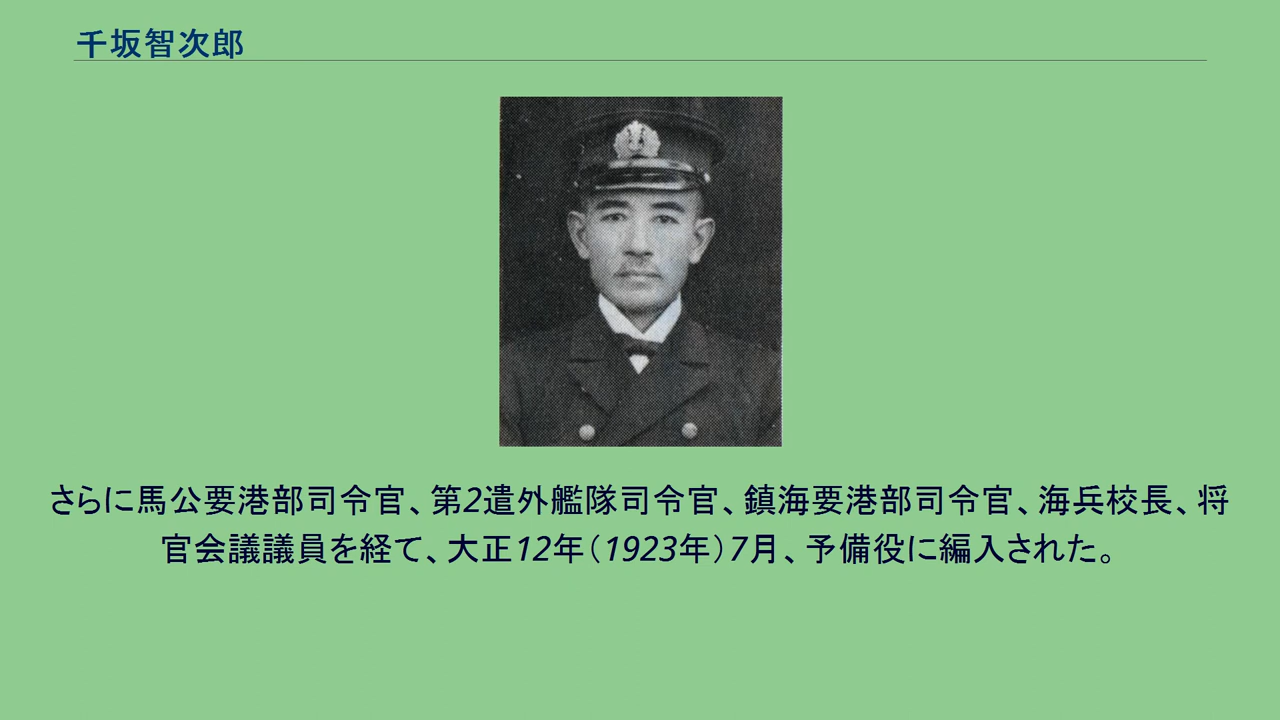 千坂智次郎
さらに馬公要港部司令官、第2遣外艦隊司令官、鎮海要港部司令官、海兵校長、将
官会議議員を経て、大正12年（1923年）7月、予備役に編入された。